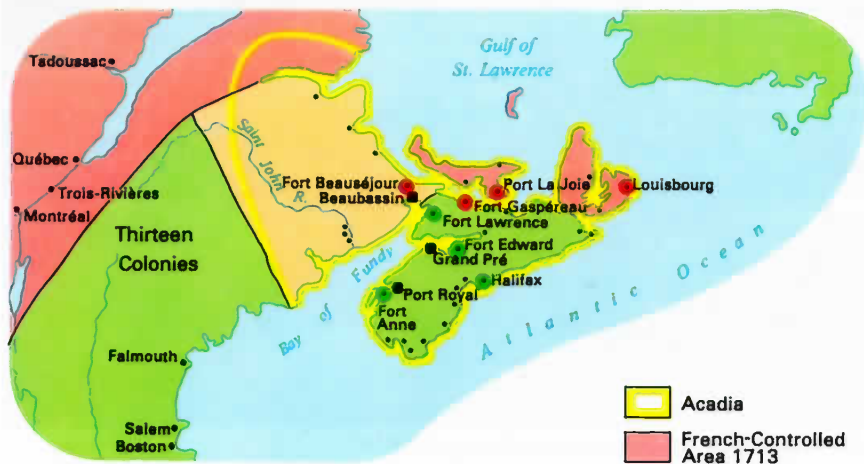 Gulf of
St. Lawrence
Tadoussac
Québec
Trois-Rivières
Montréal
Saint John R.
Fort Beauséjour
Beaubassin
Port La Joie
Louisbourg
Fort Gaspéreau
Fort Lawrence
Thirteen
Colonies
Fort Edward
Grand Pré
Halifax
Port Royal
Fort
Anne
Bay of Fundy
Atlantic Ocean
Falmouth
Salem
Boston
Acadia
French-Controlled
Area 1713